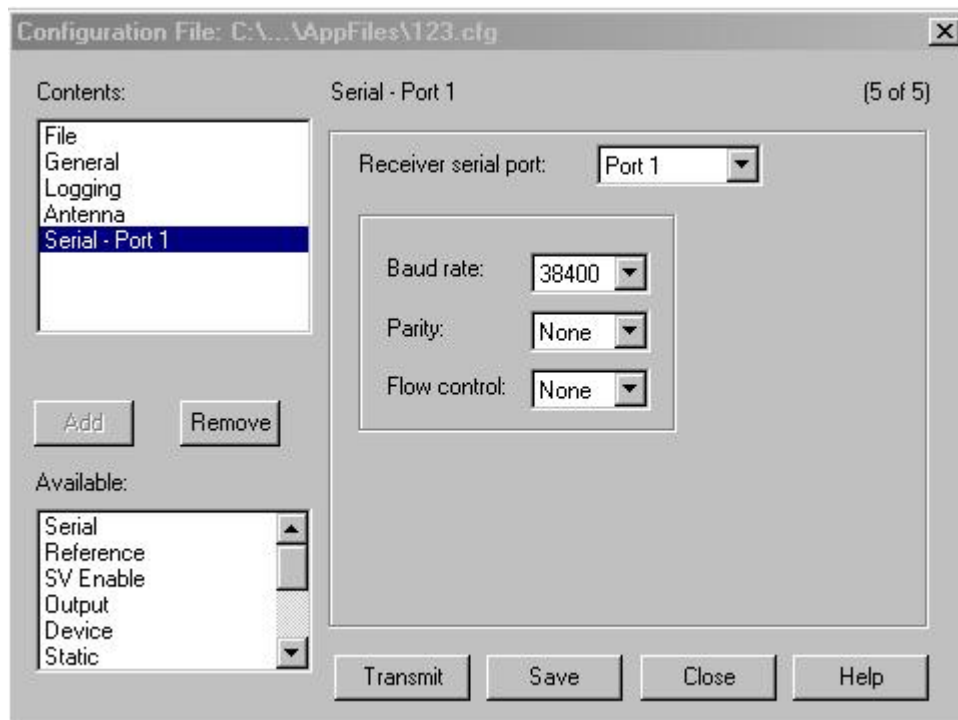 Configuration File: C:\...\AppFiles\123.cfg
Contents:
File
General
Logging
Antenna
Serial - Port 1
Add
Remove
Available:
Serial
Reference
SV Enable
Output
Device
Static
Serial - Port 1
(5 of 5)
Receiver serial port:
Port 1
Baud rate:
38400
Parity:
None
Flow control:
None
Transmit
Save
Close
Help